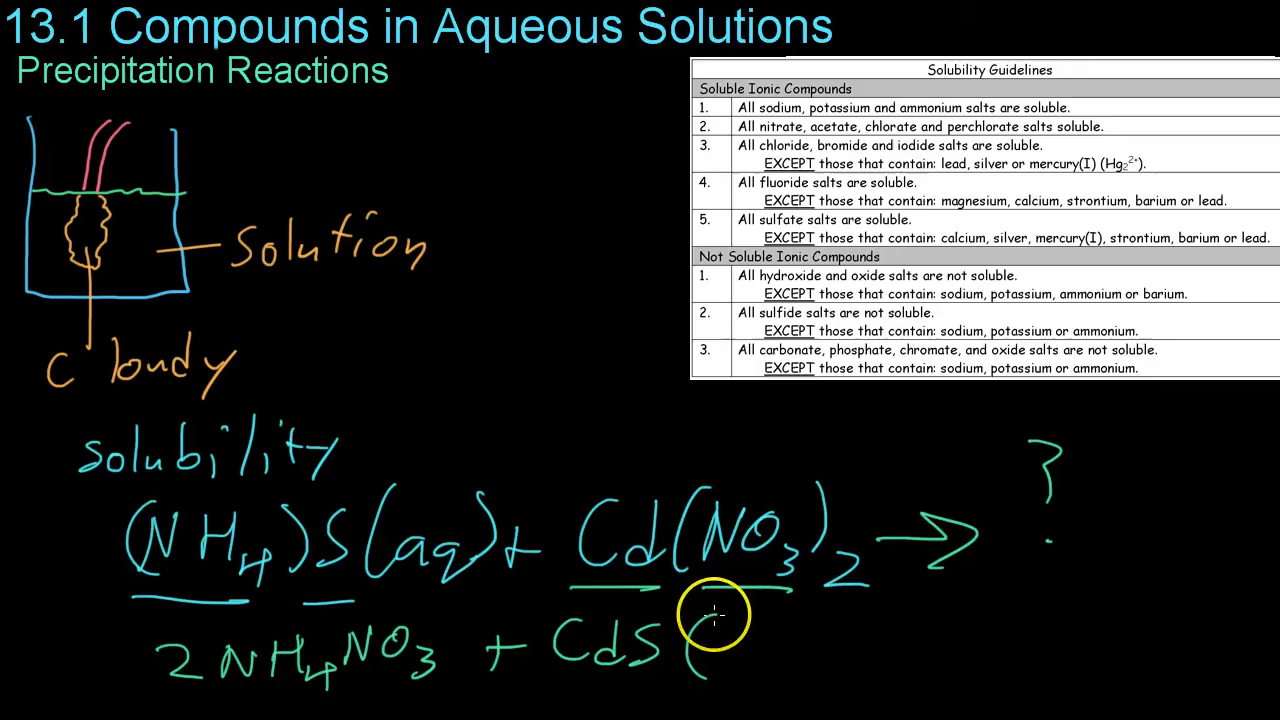 13.1 Compounds in Aqueous Solutions
Precipitation Reactions
Solubility Guidelines
Soluble Ionic Compounds
1. All sodium, potassium and ammonium salts are soluble.
2. All nitrate, acetate, chlorate and perchlorate salts soluble.
3. All chloride, bromide and iodide salts are soluble.
EXCEPT those that contain: lead, silver or mercury(I) (Hg₂²⁺).
4. All fluoride salts are soluble.
EXCEPT those that contain: magnesium, calcium, strontium, barium or lead.
5. All sulfate salts are soluble.
EXCEPT those that contain: calcium, silver, mercury(I), strontium, barium or lead.
Not Soluble Ionic Compounds
1. All hydroxide and oxide salts are not soluble.
EXCEPT those that contain: sodium, potassium, ammonium or barium.
2. All sulfide salts are not soluble.
EXCEPT those that contain: sodium, potassium or ammonium.
3. All carbonate, phosphate, chromate, and oxide salts are not soluble.
EXCEPT those that contain: sodium, potassium or ammonium.
Solution
Cloudy
solubility
(NH₄)S(aq) + Cd(NO₃)₂ → ?
2NH₄NO₃ + CdS (